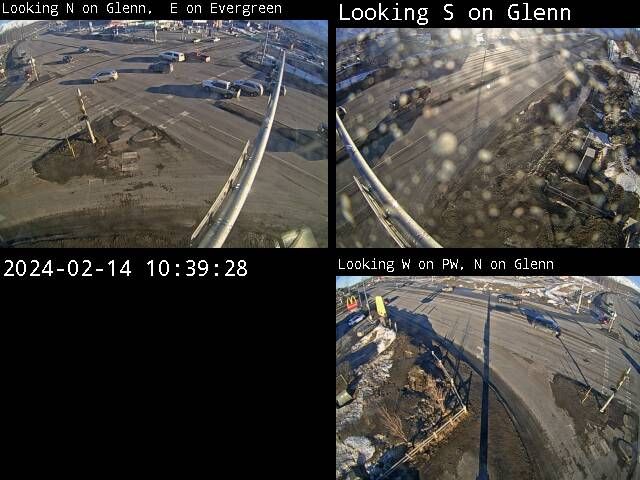 Looking N on Glenn,  E on Evergreen
Looking S on Glenn
2024-02-14 10:39:28
Looking W on PW, N on Glenn